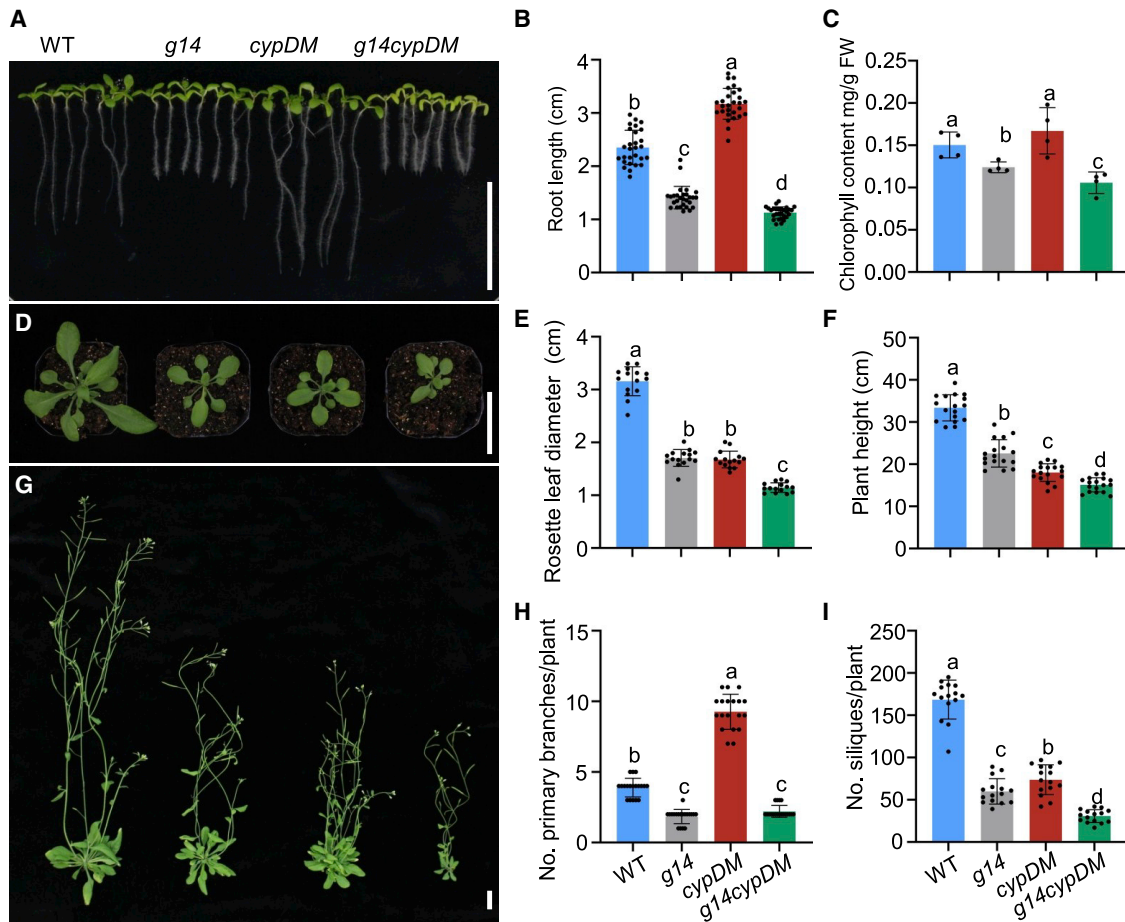 A
WT g14 cypDM g14cypDM
B
Root length (cm)
4
3
2
1
0
b
c
a
d
C
Chlorophyll content mg/g FW
0.25
0.20
0.15
0.10
0.05
0.00
a
b
a
c
D
E
Rosette leaf diameter (cm)
4
3
2
1
0
a
b
b
c
F
Plant height (cm)
50
40
30
20
10
0
a
b
c
d
G
H
No. primary branches/plant
15
10
5
0
b
c
a
c
WT
g14
cypDM
g14cypDM
I
No. siliques/plant
250
200
150
100
50
0
a
c
b
d
WT
g14
cypDM
g14cypDM